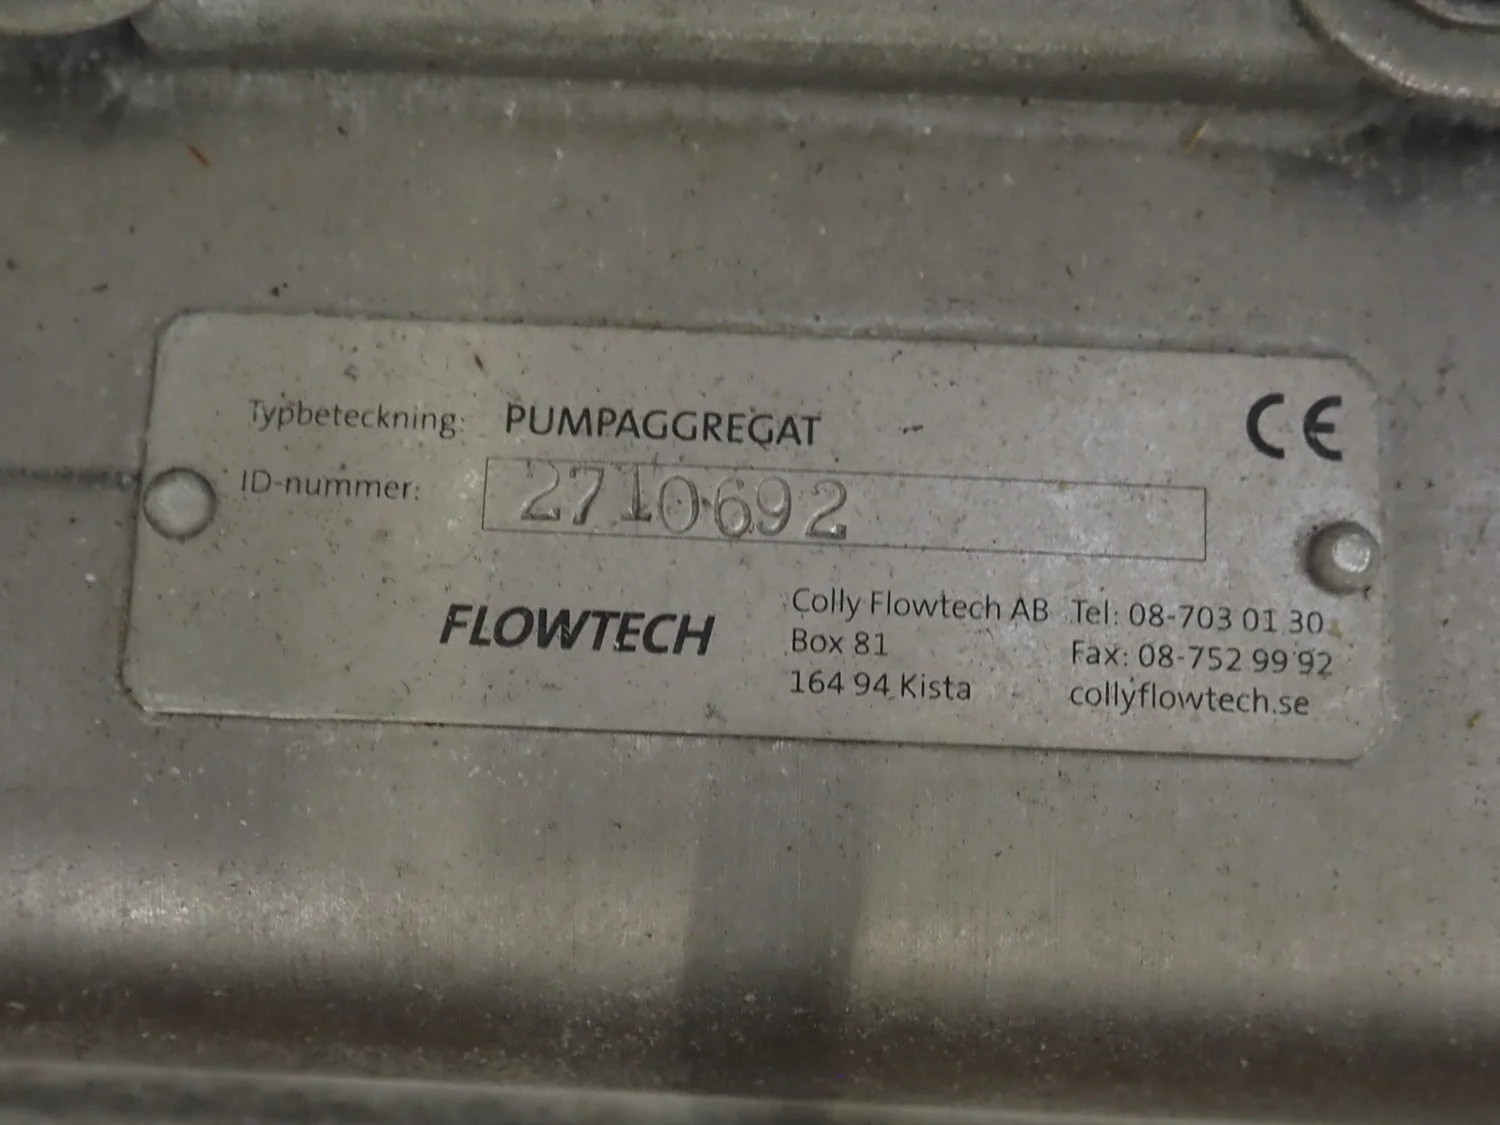 Typbeteckning: PUMPAGGREGAT
CE
ID-nummer: 2710692
FLOWTECH
Colly Flowtech AB
Box 81
164 94 Kista
Tel: 08-703 01 30
Fax: 08-752 99 92
collyflowtech.se